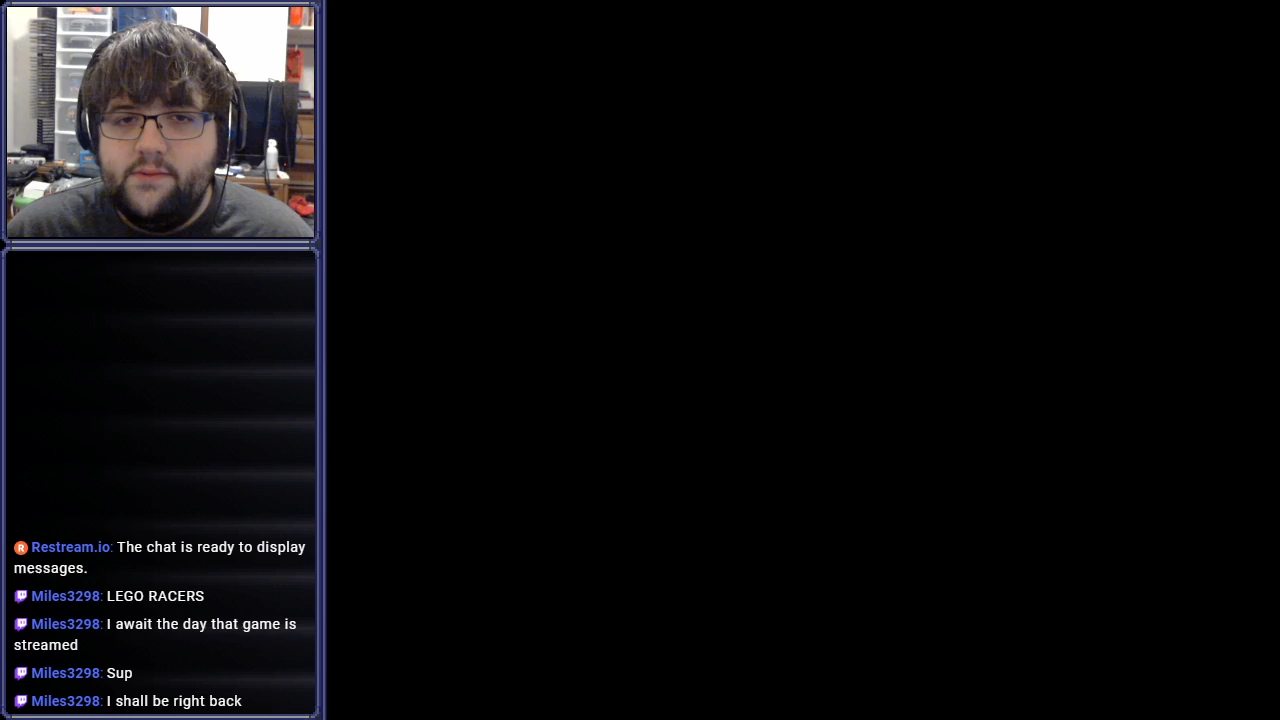 Restream.io: The chat is ready to display
messages.
Miles3298: LEGO RACERS
Miles3298: I await the day that game is
streamed
Miles3298: Sup
Miles3298: I shall be right back